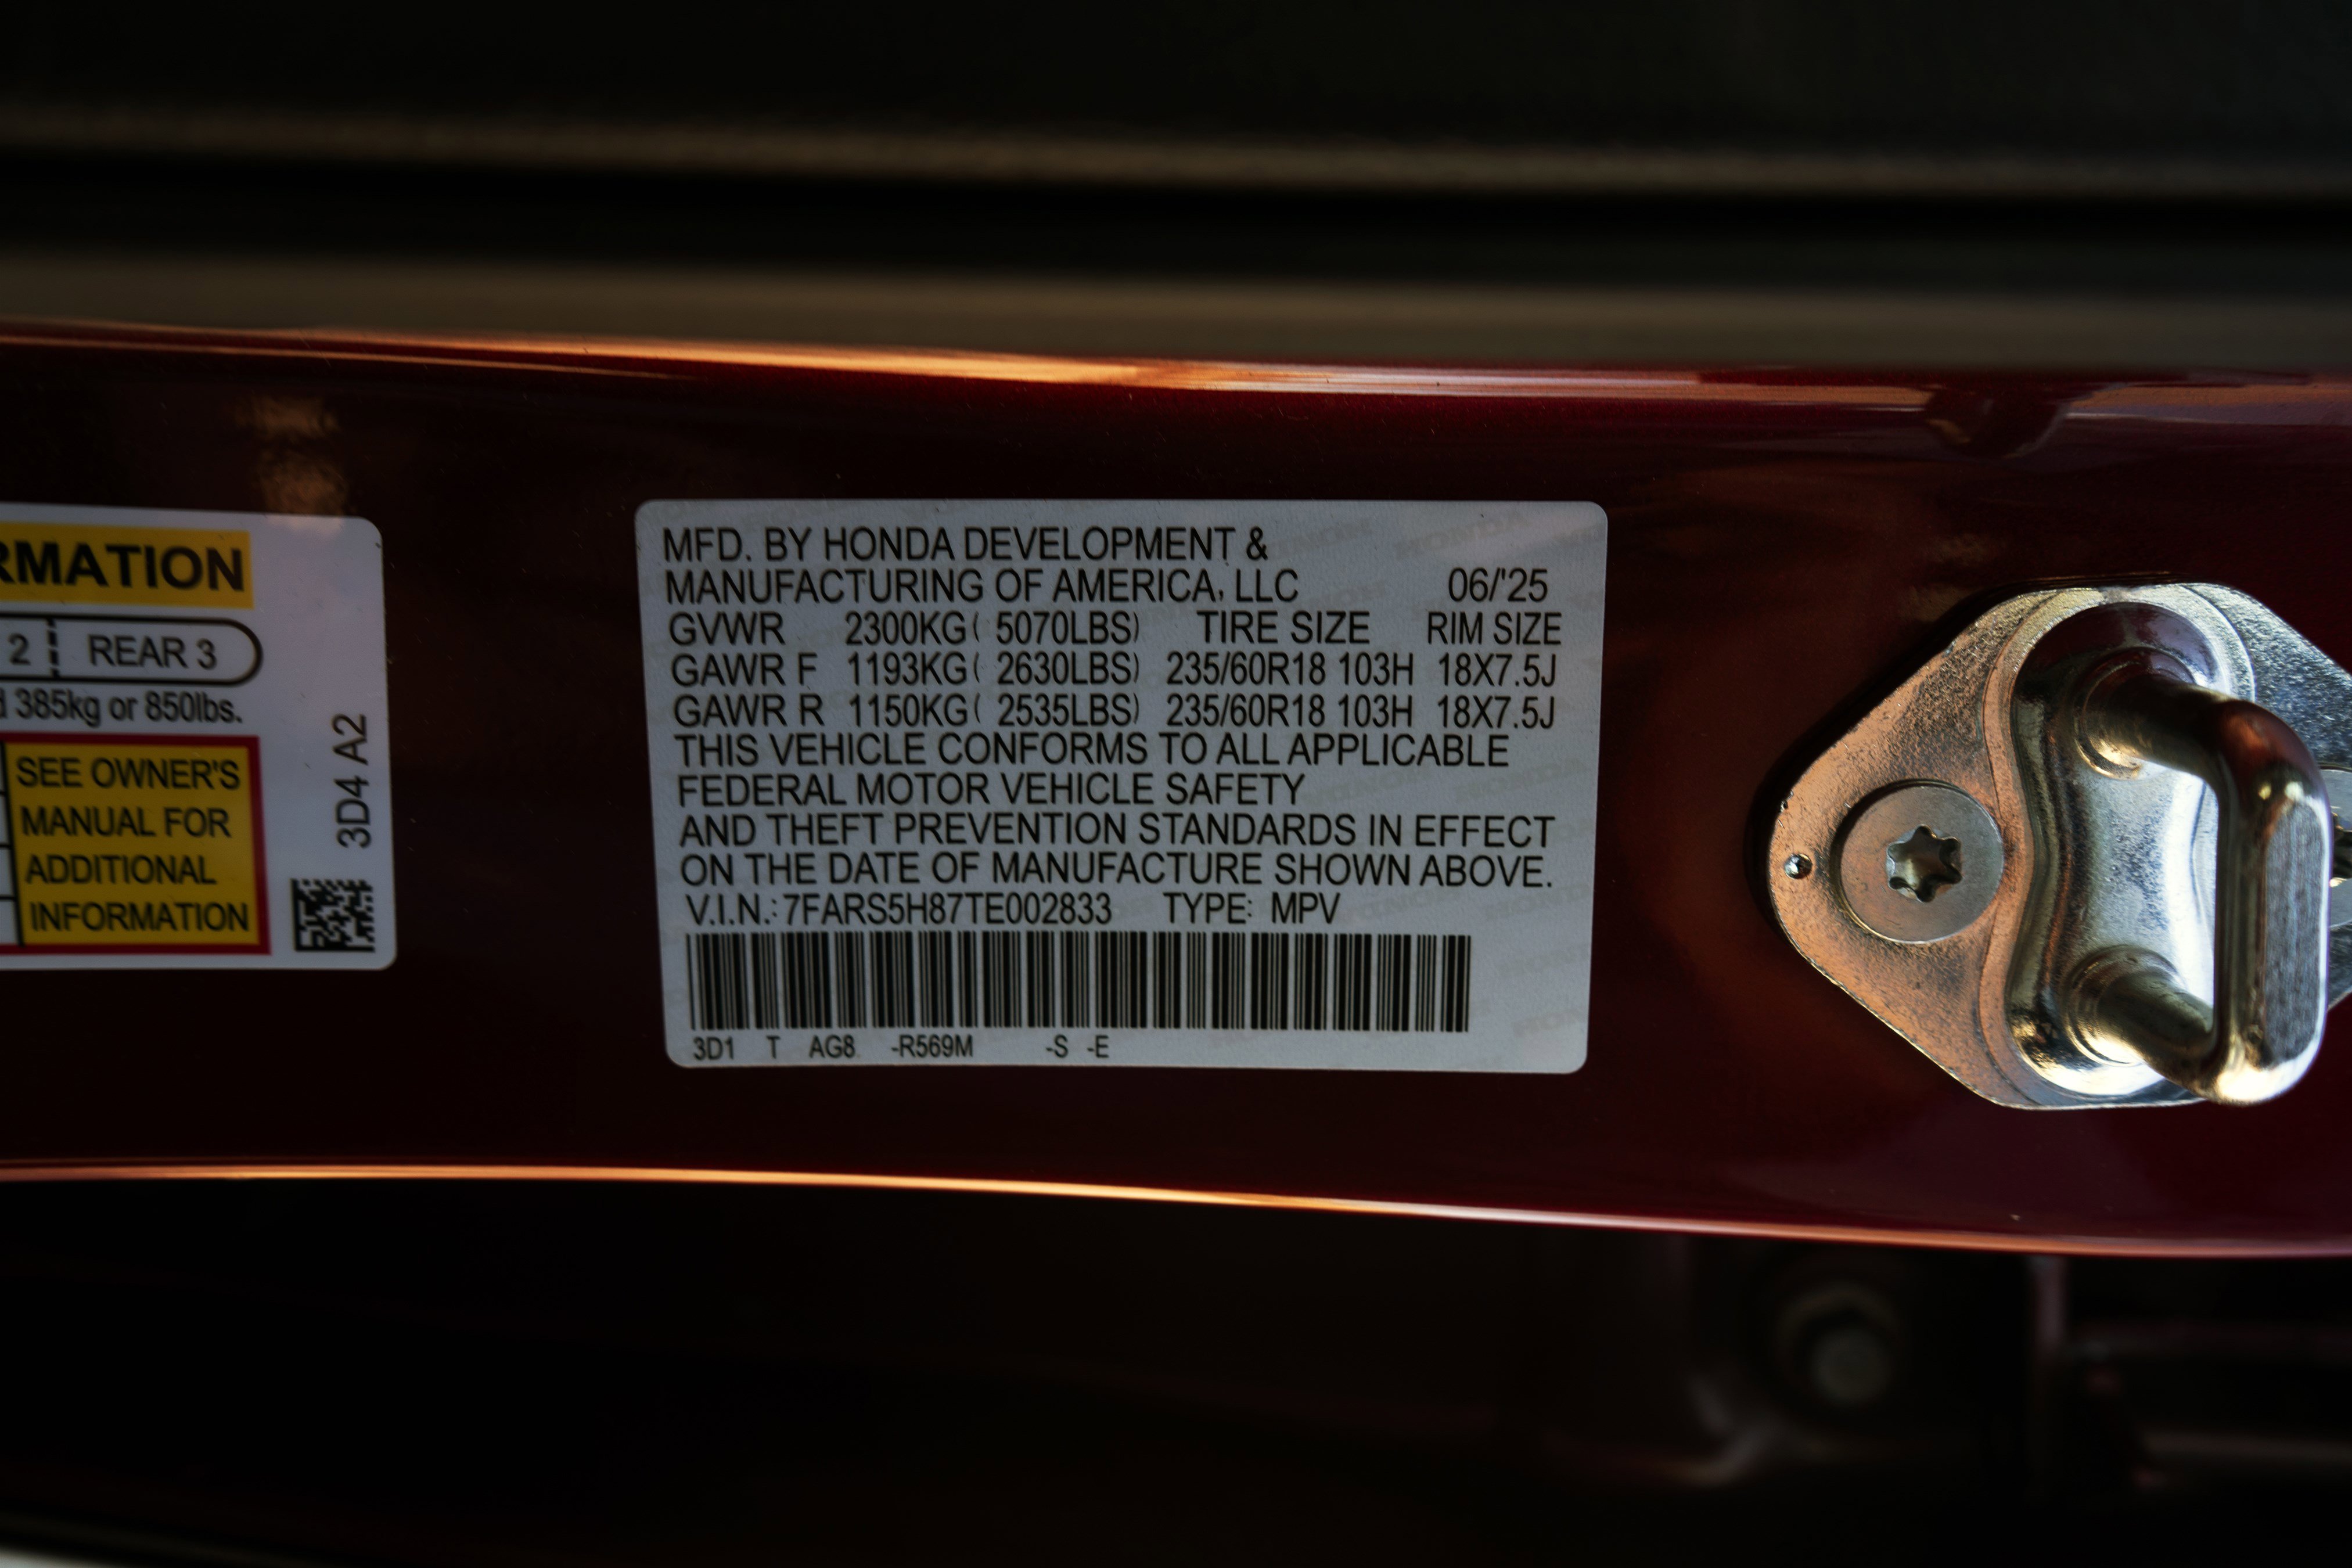 RMATION
2 REAR 3
385kg or 850lbs.
SEE OWNER'S
MANUAL FOR
ADDITIONAL
INFORMATION
3D4 A2
MFD. BY HONDA DEVELOPMENT &
MANUFACTURING OF AMERICA, LLC 06/'25
GVWR 2300KG( 5070LBS) TIRE SIZE RIM SIZE
GAWR F 1193KG( 2630LBS) 235/60R18 103H 18X7.5J
GAWR R 1150KG( 2535LBS) 235/60R18 103H 18X7.5J
THIS VEHICLE CONFORMS TO ALL APPLICABLE
FEDERAL MOTOR VEHICLE SAFETY
AND THEFT PREVENTION STANDARDS IN EFFECT
ON THE DATE OF MANUFACTURE SHOWN ABOVE.
V.I.N.: 7FARS5H87TE002833 TYPE: MPV
3D1 T AG8 -R569M -S -E